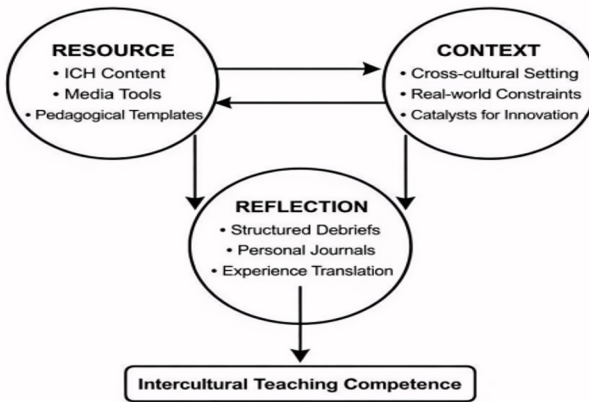 RESOURCE
• ICH Content
• Media Tools
• Pedagogical Templates
CONTEXT
• Cross-cultural Setting
• Real-world Constraints
• Catalysts for Innovation
REFLECTION
• Structured Debriefs
• Personal Journals
• Experience Translation
Intercultural Teaching Competence